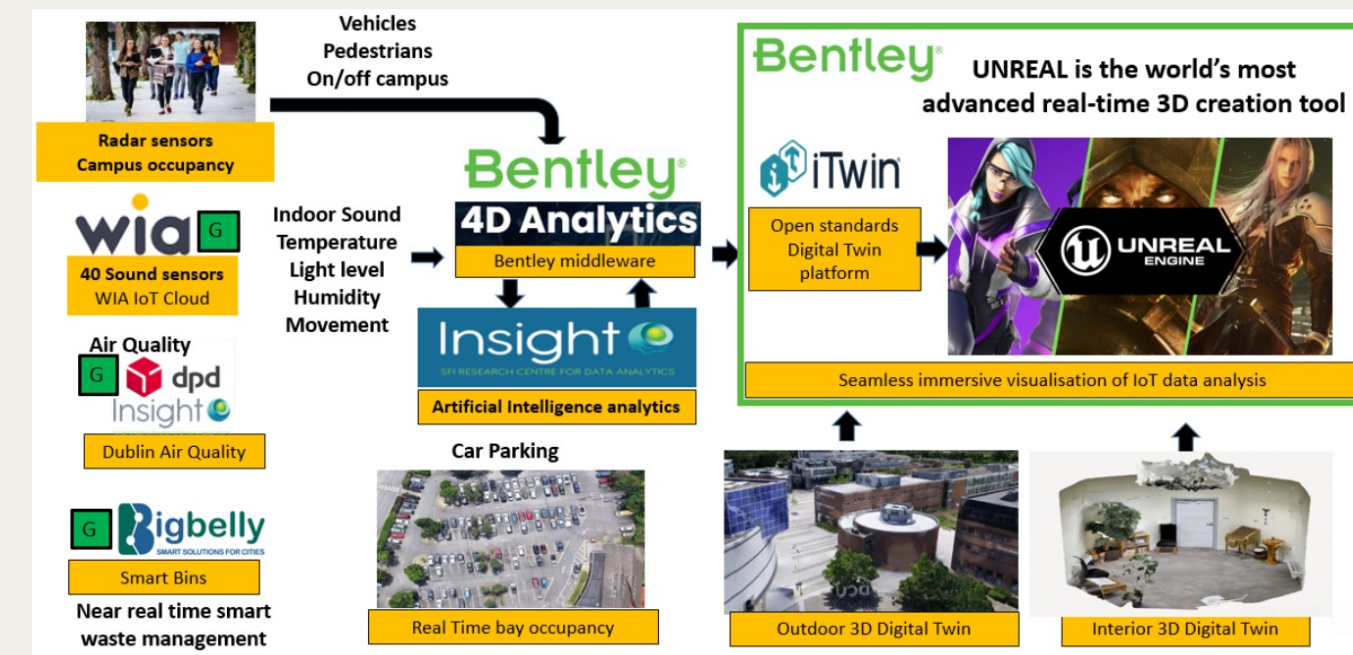 Vehicles
Pedestrians
On/off campus
Radar sensors
Campus occupancy
wia
G
40 Sound sensors
WIA IoT Cloud
Indoor Sound
Temperature
Light level
Humidity
Movement
Air Quality
G
dpd
Insight
Dublin Air Quality
G
Bigbelly
SMART SOLUTIONS FOR CITIES
Smart Bins
Near real time smart
waste management
Bentley®
4D Analytics
Bentley middleware
Insight
SFI RESEARCH CENTRE FOR DATA ANALYTICS
Artificial Intelligence analytics
Car Parking
Real Time bay occupancy
Bentley®
UNREAL is the world's most
advanced real-time 3D creation tool
iTwin®
Open standards
Digital Twin
platform
UNREAL
ENGINE
Seamless immersive visualisation of IoT data analysis
Outdoor 3D Digital Twin
Interior 3D Digital Twin